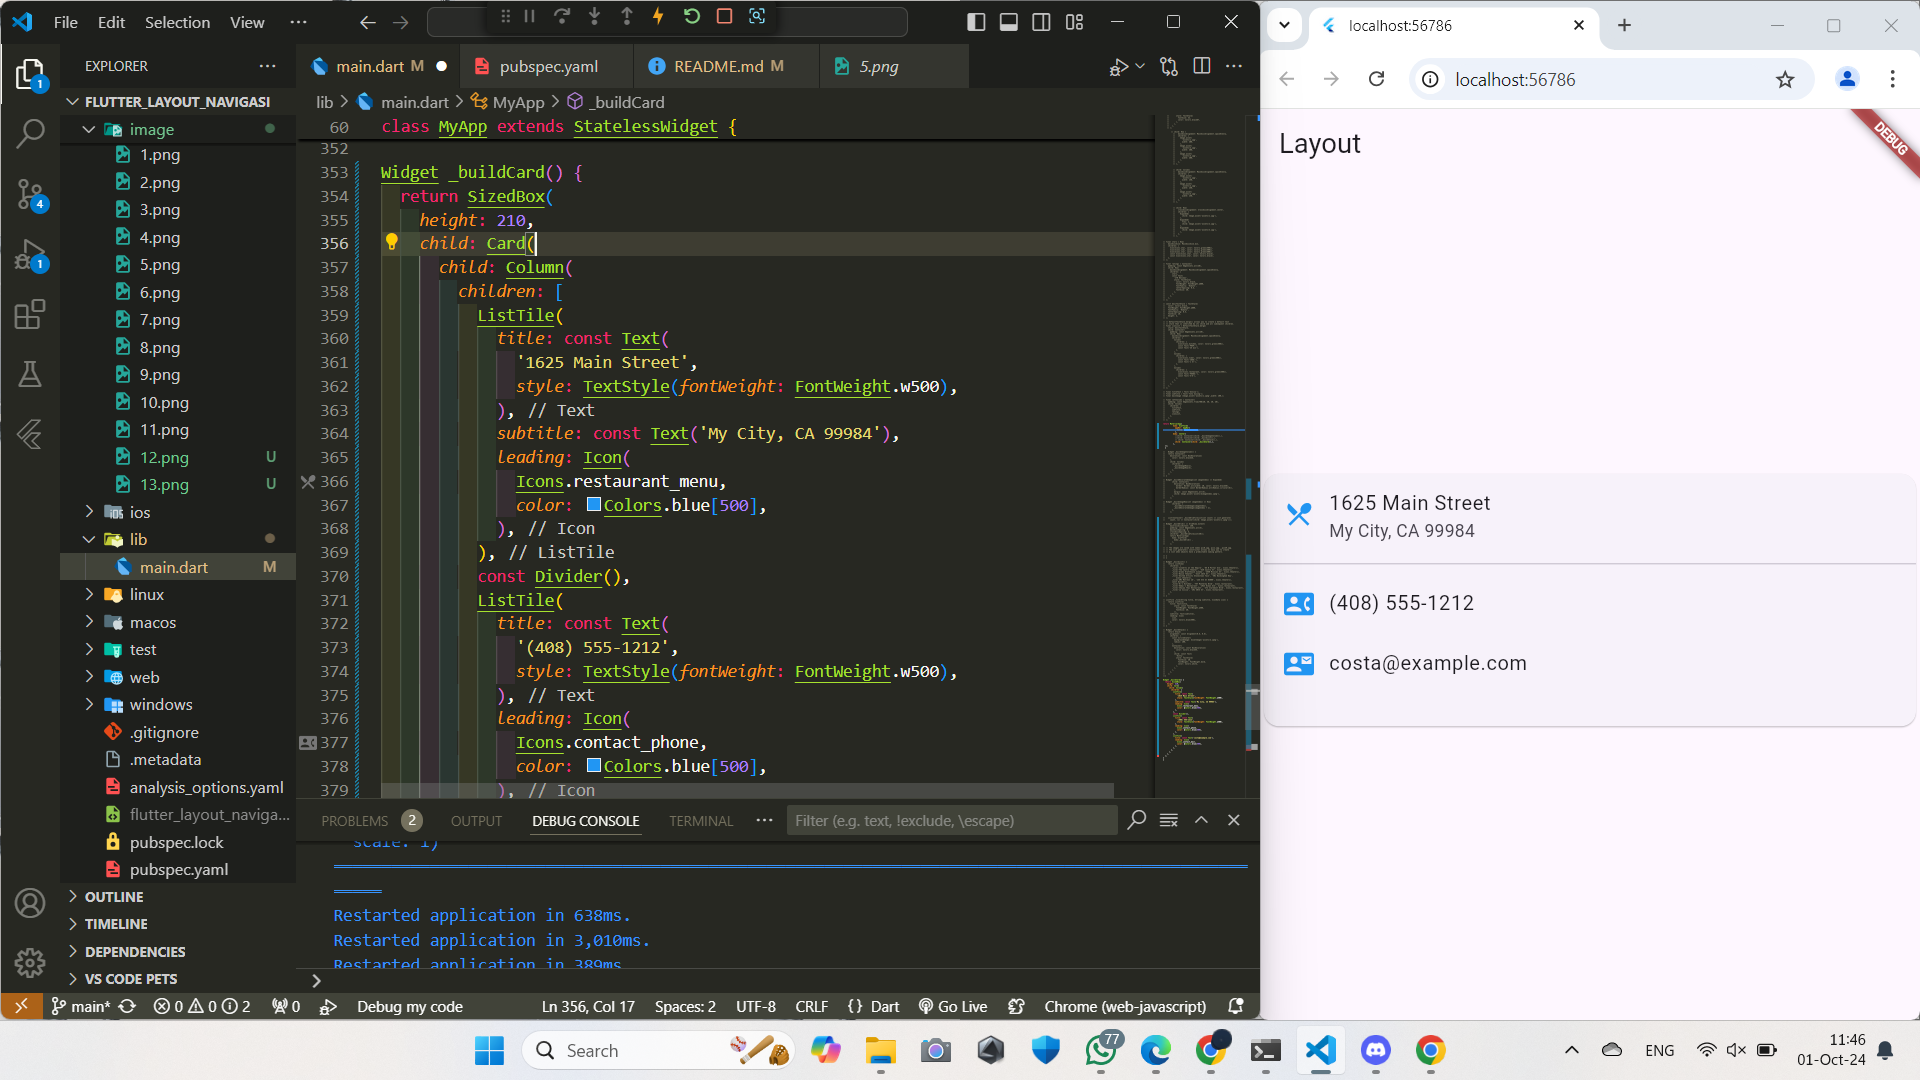 File Edit Selection View
localhost:56786
EXPLORER
main.dart M
pubspec.yaml
README.md M
5.png
localhost:56786
FLUTTER_LAYOUT_NAVIGASI
lib > main.dart > MyApp > _buildCard
image
1.png
2.png
3.png
4.png
5.png
6.png
7.png
8.png
9.png
10.png
11.png
12.png U
13.png U
ios
lib
main.dart M
linux
macos
test
web
windows
.gitignore
.metadata
analysis_options.yaml
flutter_layout_naviga...
pubspec.lock
pubspec.yaml
OUTLINE
TIMELINE
DEPENDENCIES
VS CODE PETS
1
4
1
60 class MyApp extends StatelessWidget {
352
353 Widget _buildCard() {
354 return SizedBox(
355 height: 210,
356 child: Card(
357 child: Column(
358 children: [
359 ListTile(
360 title: const Text(
361 '1625 Main Street',
362 style: TextStyle(fontWeight: FontWeight.w500),
363 ), // Text
364 subtitle: const Text('My City, CA 99984'),
365 leading: Icon(
366 Icons.restaurant_menu,
367 color: Colors.blue[500],
368 ), // Icon
369 ), // ListTile
370 const Divider(),
371 ListTile(
372 title: const Text(
373 '(408) 555-1212',
374 style: TextStyle(fontWeight: FontWeight.w500),
375 ), // Text
376 leading: Icon(
377 Icons.contact_phone,
378 color: Colors.blue[500],
379 ), // Icon
PROBLEMS 2 OUTPUT DEBUG CONSOLE TERMINAL
Filter (e.g. text, !exclude, \escape)
scale: 1)
Restarted application in 638ms.
Restarted application in 3,010ms.
Restarted application in 389ms.
main* 0 0 2 0 Debug my code Ln 356, Col 17 Spaces: 2 UTF-8 CRLF {} Dart Go Live Chrome (web-javascript)
Layout
DEBUG
1625 Main Street
My City, CA 99984
(408) 555-1212
costa@example.com
Search
77
ENG
11:46
01-Oct-24